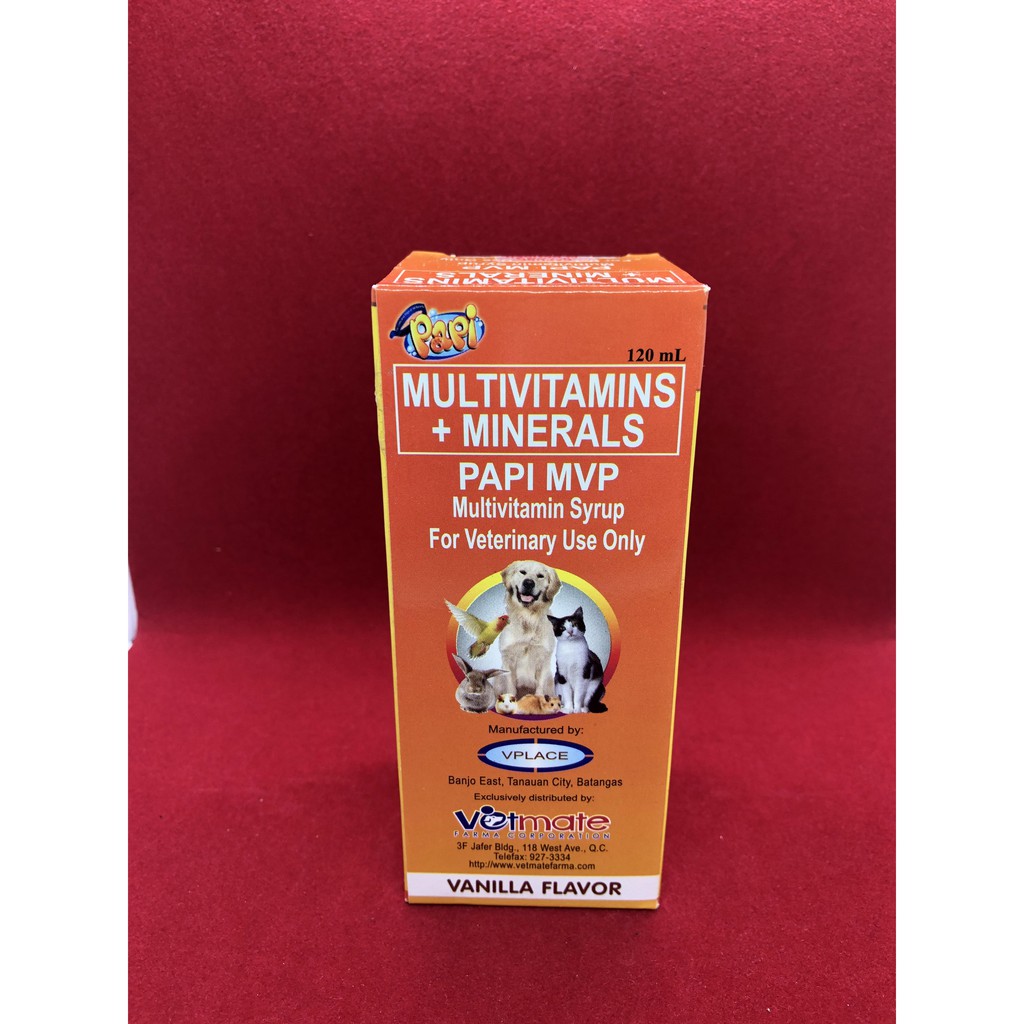 MULTIVITAMINS
+ MINERALS
PAPI MVP
Papi
120 mL
MULTIVITAMINS
+ MINERALS
PAPI MVP
Multivitamin Syrup
For Veterinary Use Only
Manufactured by:
VPLACE
Banjo East, Tanauan City, Batangas
Exclusively distributed by:
Vetmate
FARMA CORPORATION
3F Jafer Bldg., 118 West Ave., Q.C.
Telefax: 927-3334
http://www.vetmatefarma.com
VANILLA FLAVOR